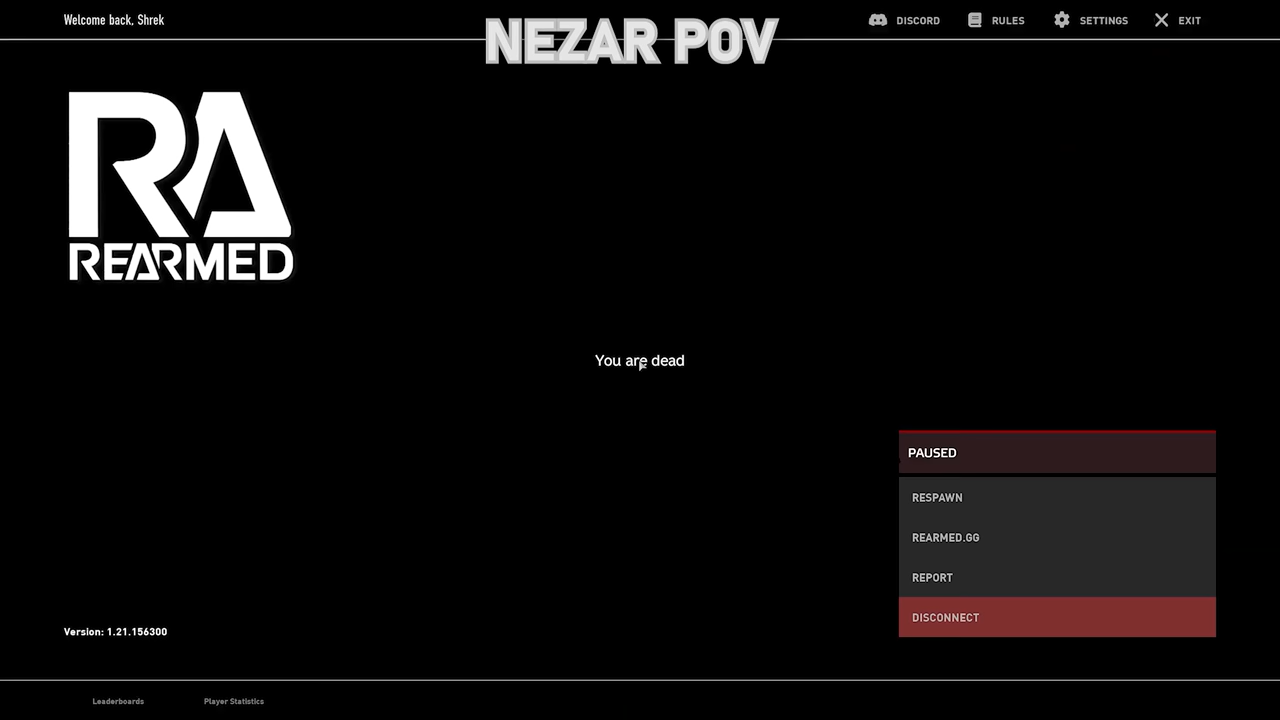 Welcome back, Shrek
NEZAR POV
DISCORD
RULES
SETTINGS
EXIT
RA
REARMED
You are dead
PAUSED
RESPAWN
REARMED.GG
REPORT
DISCONNECT
Version: 1.21.156300
Leaderboards
Player Statistics